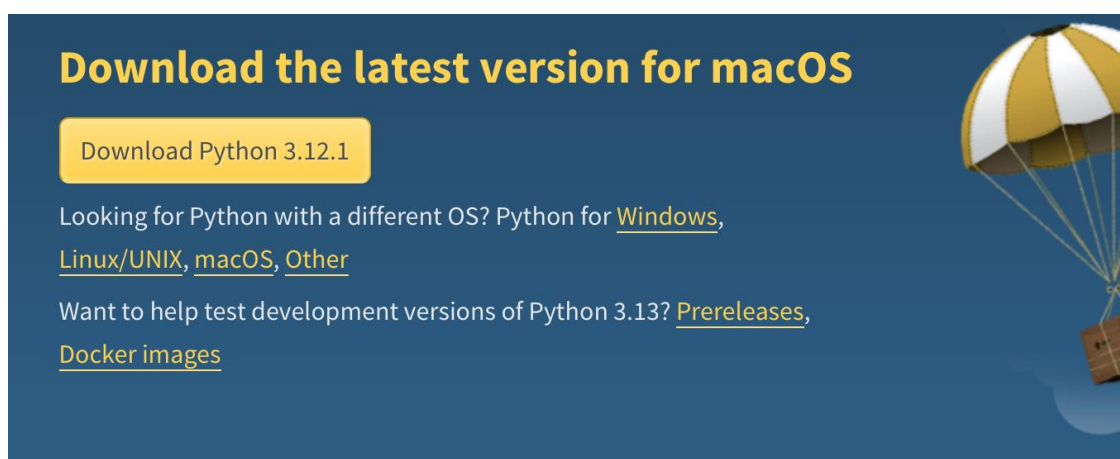 Download the latest version for macOS
Download Python 3.12.1
Looking for Python with a different OS? Python for Windows,
Linux/UNIX, macOS, Other
Want to help test development versions of Python 3.13? Prereleases,
Docker images